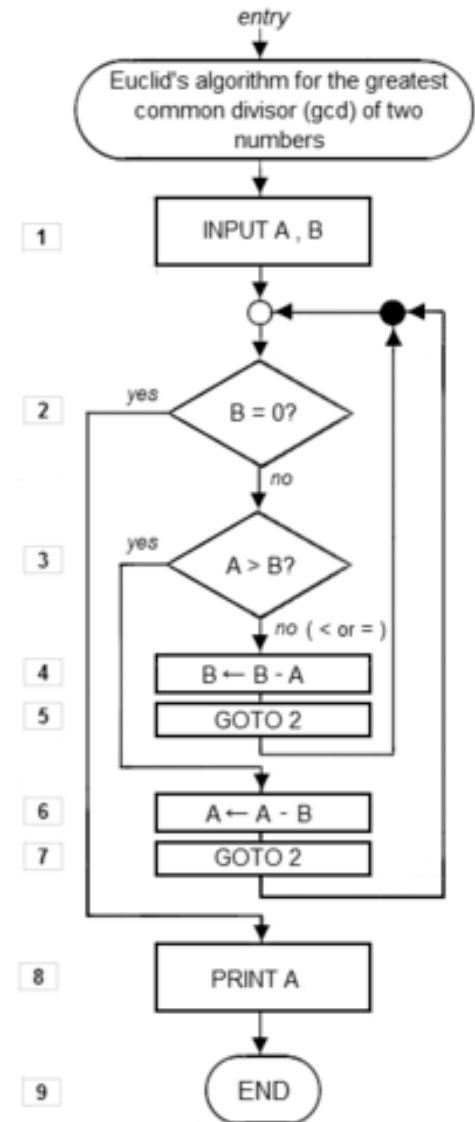 entry
Euclid's algorithm for the greatest
common divisor (gcd) of two
numbers
1
INPUT A , B
2
yes
B = 0?
no
3
yes
A > B?
no ( < or = )
4
B ← B - A
5
GOTO 2
6
A ← A - B
7
GOTO 2
8
PRINT A
9
END